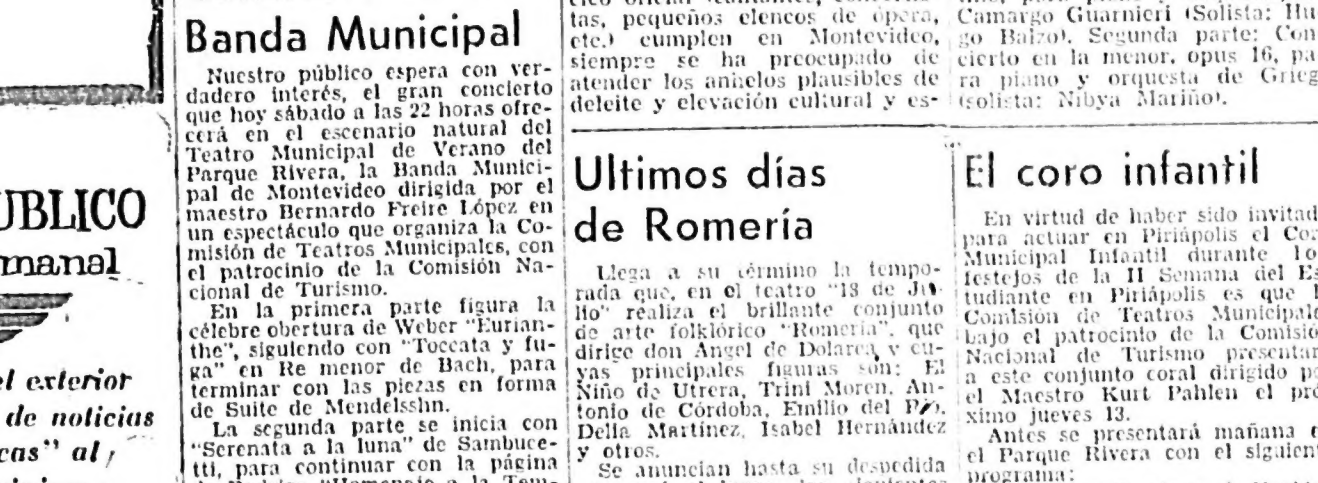 UBLICO
manal
el exterior
de noticias
cas" al
Banda Municipal
Nuestro público espera con ver-
dadero interés, el gran concierto
que hoy sábado a las 22 horas ofre-
cerá en el escenario natural del
Teatro Municipal de Verano del
Parque Rivera, la Banda Munici-
pal de Montevideo dirigida por el
maestro Bernardo Freire López en
un espectáculo que organiza la Co-
misión de Teatros Municipales, con
el patrocinio de la Comisión Na-
cional de Turismo.
En la primera parte figura la
célebre obertura de Weber "Eurian-
the", siguiendo con "Toccata y fu-
ga" en Re menor de Bach, para
terminar con las piezas en forma
de Suite de Mendelsshn.
La segunda parte se inicia con
"Serenata a la luna" de Sambuce-
tti, para continuar con la página
tas, pequeños elencos de ópera,
etc.) cumplen en Montevideo,
siempre se ha preocupado de
atender los anhelos plausibles de
deleite y elevación cultural y es-
Ultimos días
de Romería
Llega a su término la tempo-
rada que, en el teatro "18 de Ju-
lio" realiza el brillante conjunto
de arte folklórico "Romería", que
dirige don Angel de Dolarea y cu-
yas principales figuras son: El
Niño de Utrera, Trini Moren, An-
tonio de Córdoba, Emilio del
Della Martínez, Isabel Hernández
y otros.
Se anuncian hasta su despedida
Camargo Guarnieri (Solista: Hu-
go Balzo). Segunda parte: Con-
cierto en la menor, opus 16, pa-
ra piano y orquesta de Grieg
(solista: Nibya Mariño).
El coro infantil
En virtud de haber sido invitad
para actuar en Piriápolis el Co
Municipal Infantil durante lo
festejos de la II Semana del Es
tudiante en Piriápolis es que l
Comisión de Teatros Municipale
bajo el patrocinio de la Comisió
Nacional de Turismo presentar
a este conjunto coral dirigido p
el Maestro Kurt Pahlen el pró
ximo jueves 13.
Antes se presentará mañana e
el Parque Rivera con el siguien
programa: